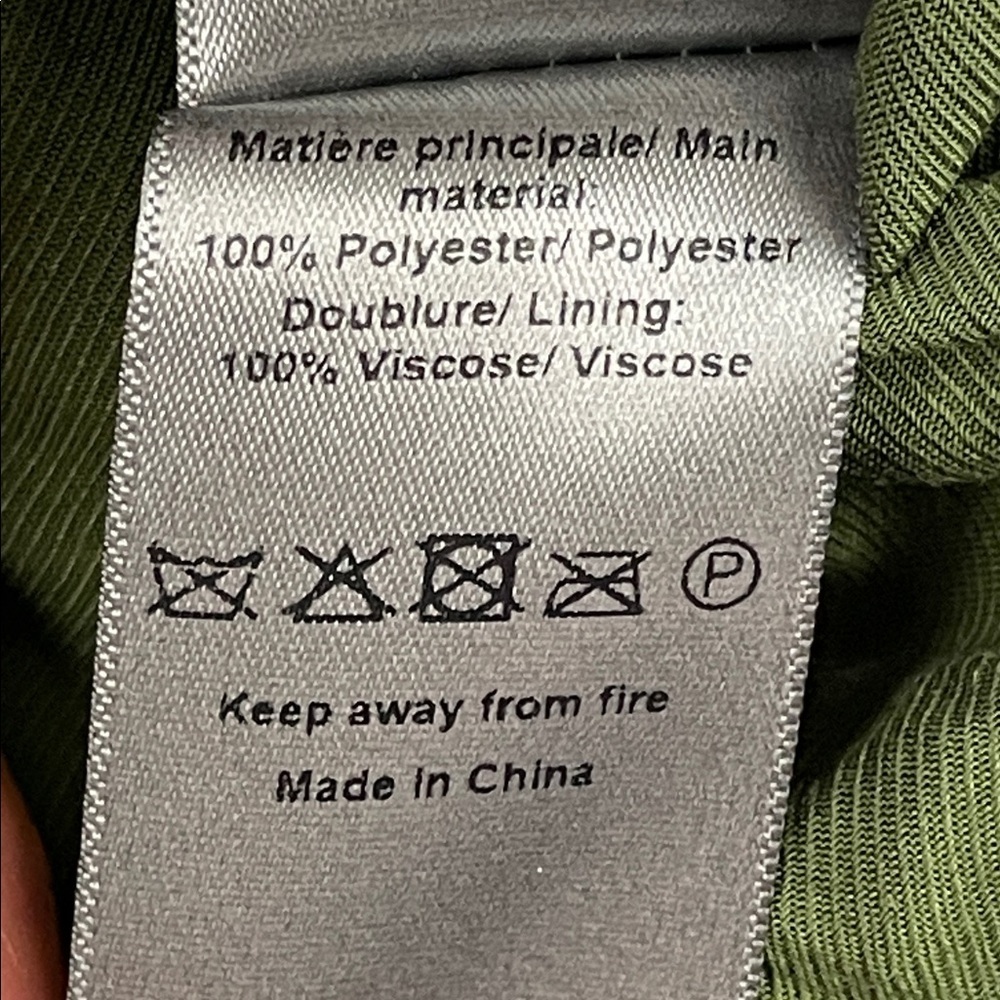 Matière principale/ Main
material:
100% Polyester/ Polyester
Doublure/ Lining:
100% Viscose/ Viscose
P
Keep away from fire
Made in China